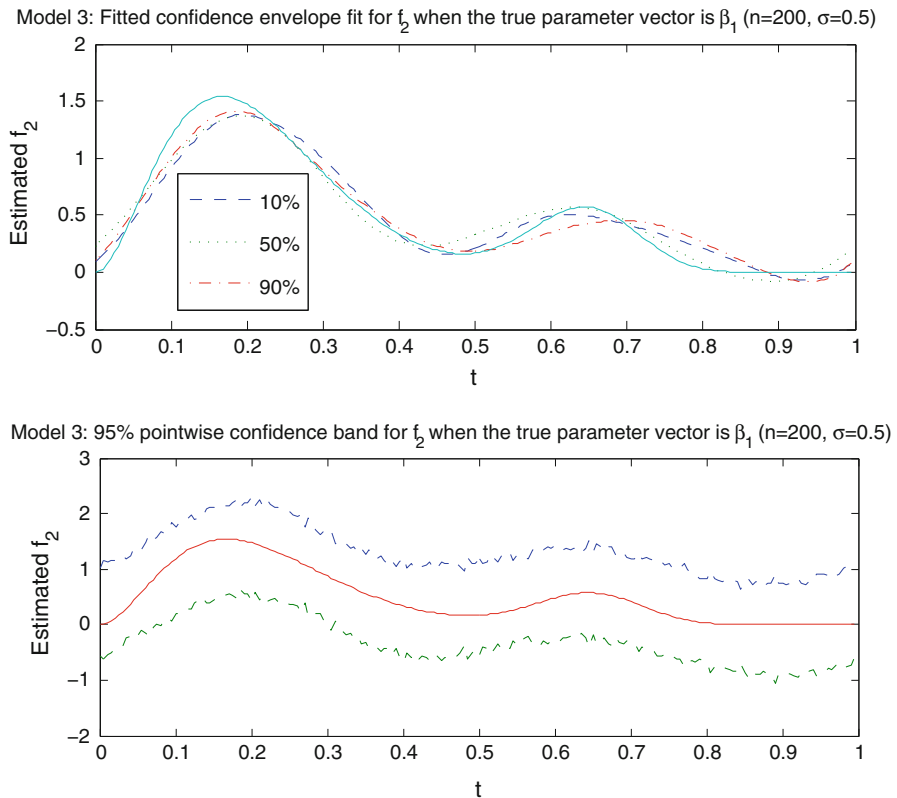 Model 3: Fitted confidence envelope fit for f2 when the true parameter vector is β1 (n=200, σ=0.5)
2
1.5
1
0.5
0
-0.5
Estimated f2
10%
50%
90%
0 0.1 0.2 0.3 0.4 0.5 0.6 0.7 0.8 0.9 1
t
Model 3: 95% pointwise confidence band for f2 when the true parameter vector is β1 (n=200, σ=0.5)
3
2
1
0
-1
-2
Estimated f2
0 0.1 0.2 0.3 0.4 0.5 0.6 0.7 0.8 0.9 1
t